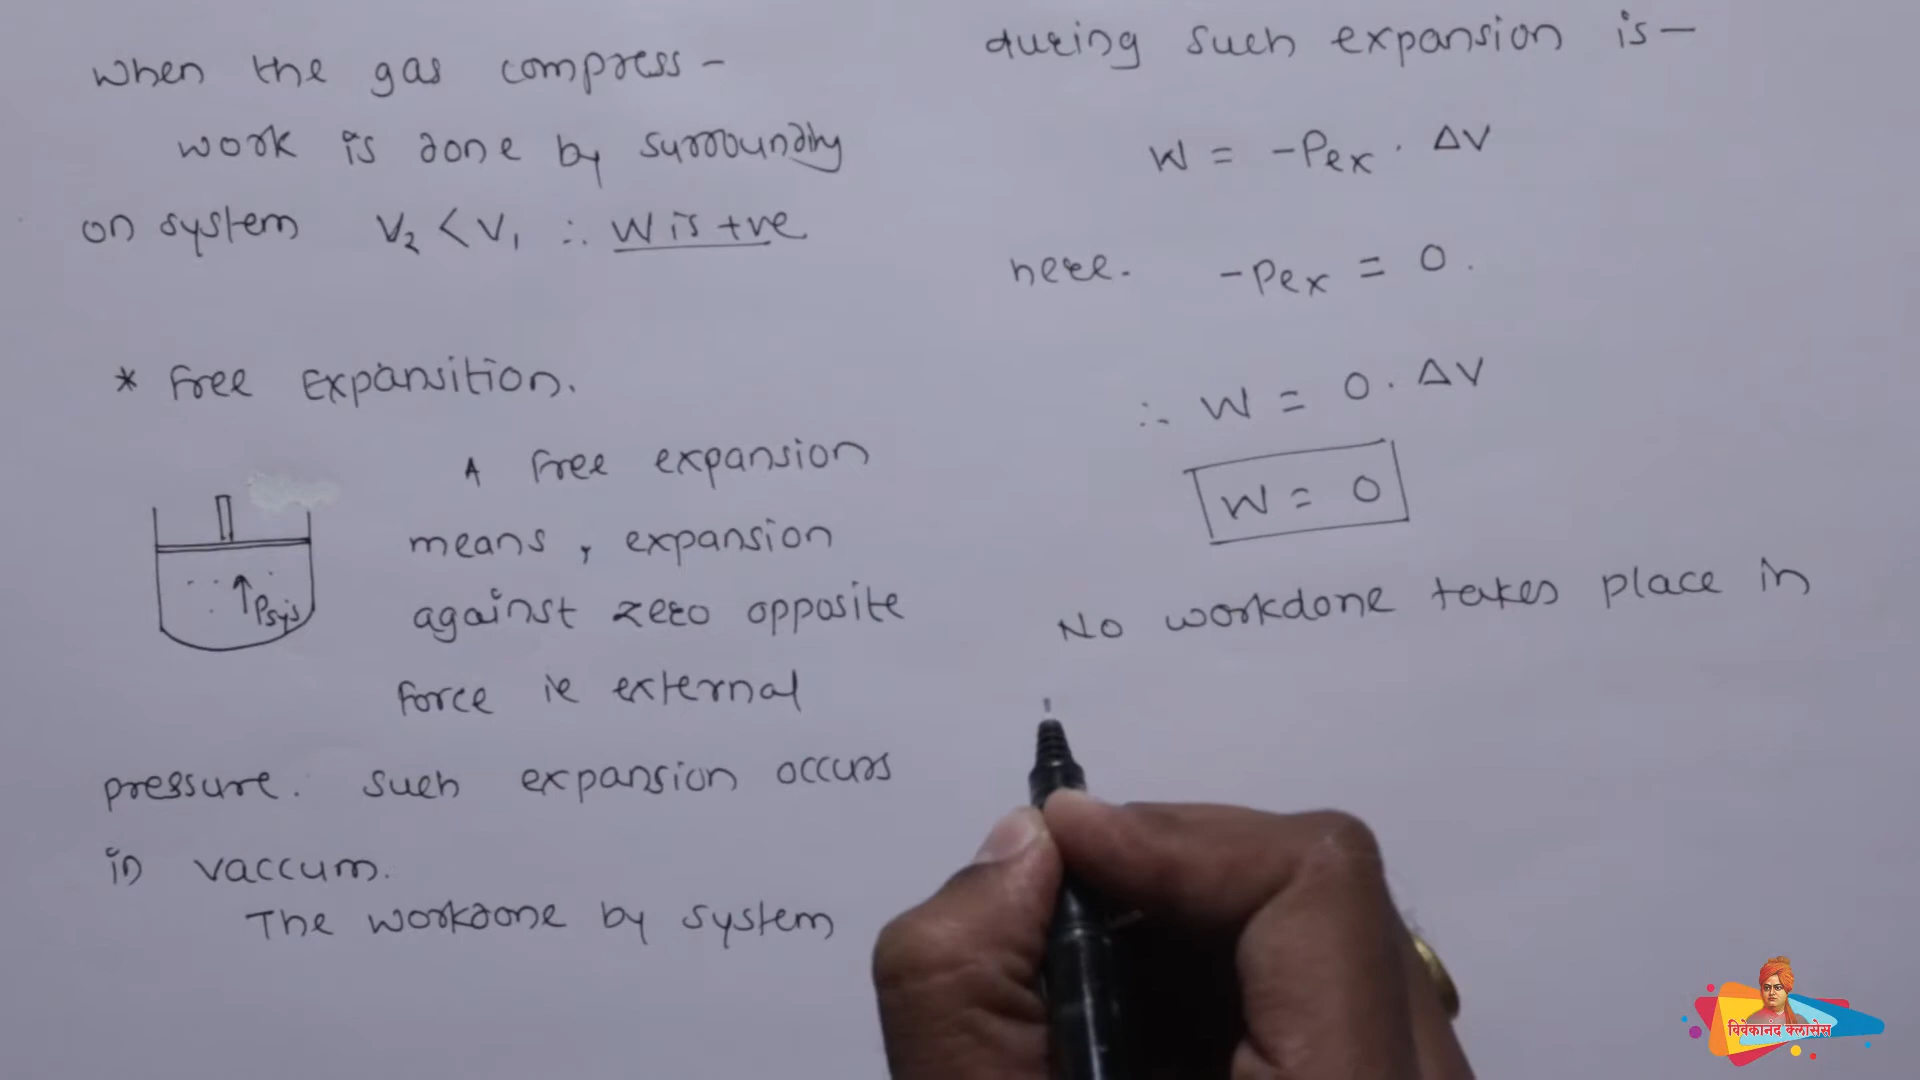 When the gas compress -
work is done by surrounding
on system V₂ < V₁ ∴ W is +ve
* Free Expansition.
A free expansion
means, expansion
against zero opposite
force ie external
Psys
pressure. Such expansion occurs
in vaccum.
The workdone by system
during such expansion is —
W = -Pex · ΔV
here. -Pex = 0.
∴ W = 0 · ΔV
W = 0
No workdone takes place in
विवेकानंद क्लासेस